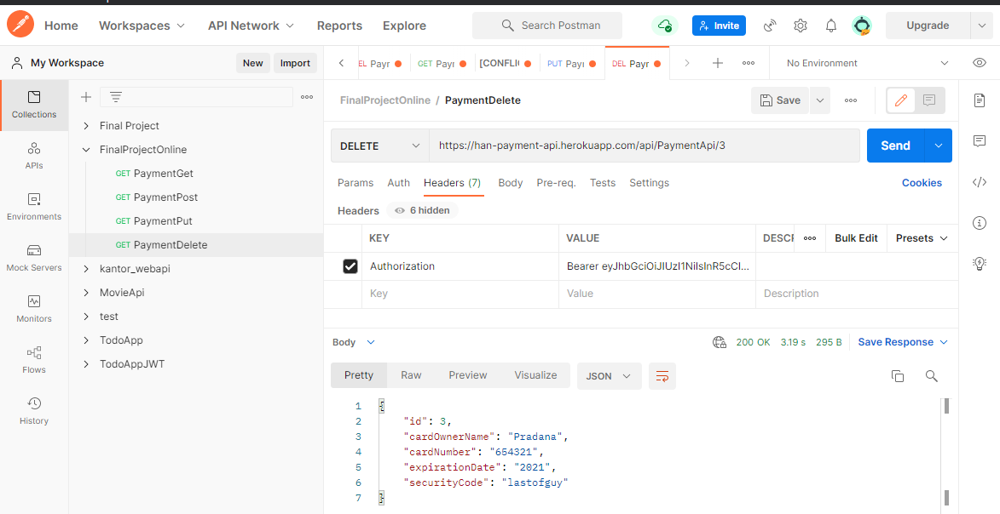 Home
Workspaces
API Network
Reports
Explore
Search Postman
Invite
Upgrade
My Workspace
New
Import
EL Payr
GET Payr
[CONFLIC
PUT Payr
DEL Payr
No Environment
Collections
APIs
Environments
Mock Servers
Monitors
Flows
History
Final Project
FinalProjectOnline
GET PaymentGet
GET PaymentPost
GET PaymentPut
GET PaymentDelete
kantor_webapi
MovieApi
test
TodoApp
TodoAppJWT
FinalProjectOnline / PaymentDelete
Save
DELETE
https://han-payment-api.herokuapp.com/api/PaymentApi/3
Send
Params
Auth
Headers (7)
Body
Pre-req.
Tests
Settings
Cookies
Headers
6 hidden
KEY
VALUE
DESCR
Bulk Edit
Presets
Authorization
Bearer eyJhbGciOiJIUzI1NiIsInR5cCI...
Key
Value
Description
Body
200 OK
3.19 s
295 B
Save Response
Pretty
Raw
Preview
Visualize
JSON
1 {
2 "id": 3,
3 "cardOwnerName": "Pradana",
4 "cardNumber": "654321",
5 "expirationDate": "2021",
6 "securityCode": "lastofguy"
7 }